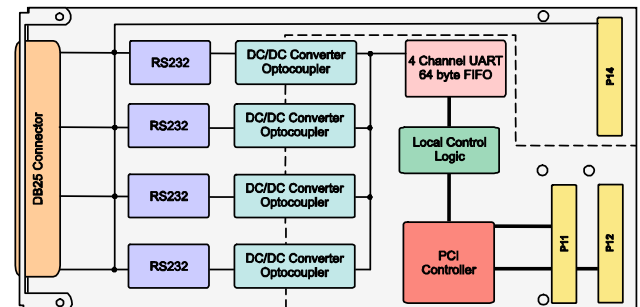 DB25 Connector
RS232
DC/DC Converter
Optocoupler
4 Channel UART
64 byte FIFO
P14
RS232
DC/DC Converter
Optocoupler
Local Control
Logic
RS232
DC/DC Converter
Optocoupler
RS232
DC/DC Converter
Optocoupler
PCI
Controller
P11
P12